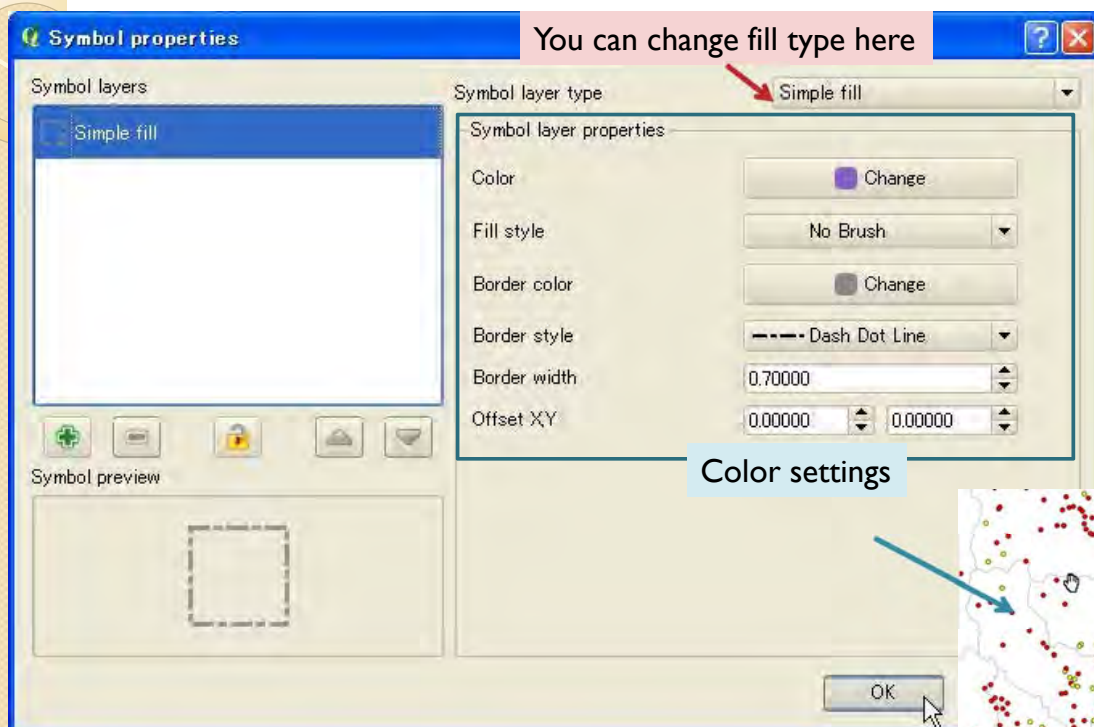 Symbol properties
You can change fill type here
Symbol layers
Simple fill
Symbol layer type
Simple fill
Symbol layer properties
Color
Change
Fill style
No Brush
Border color
Change
Border style
Dash Dot Line
Border width
0.70000
Offset X,Y
0.00000
0.00000
Color settings
Symbol preview
OK